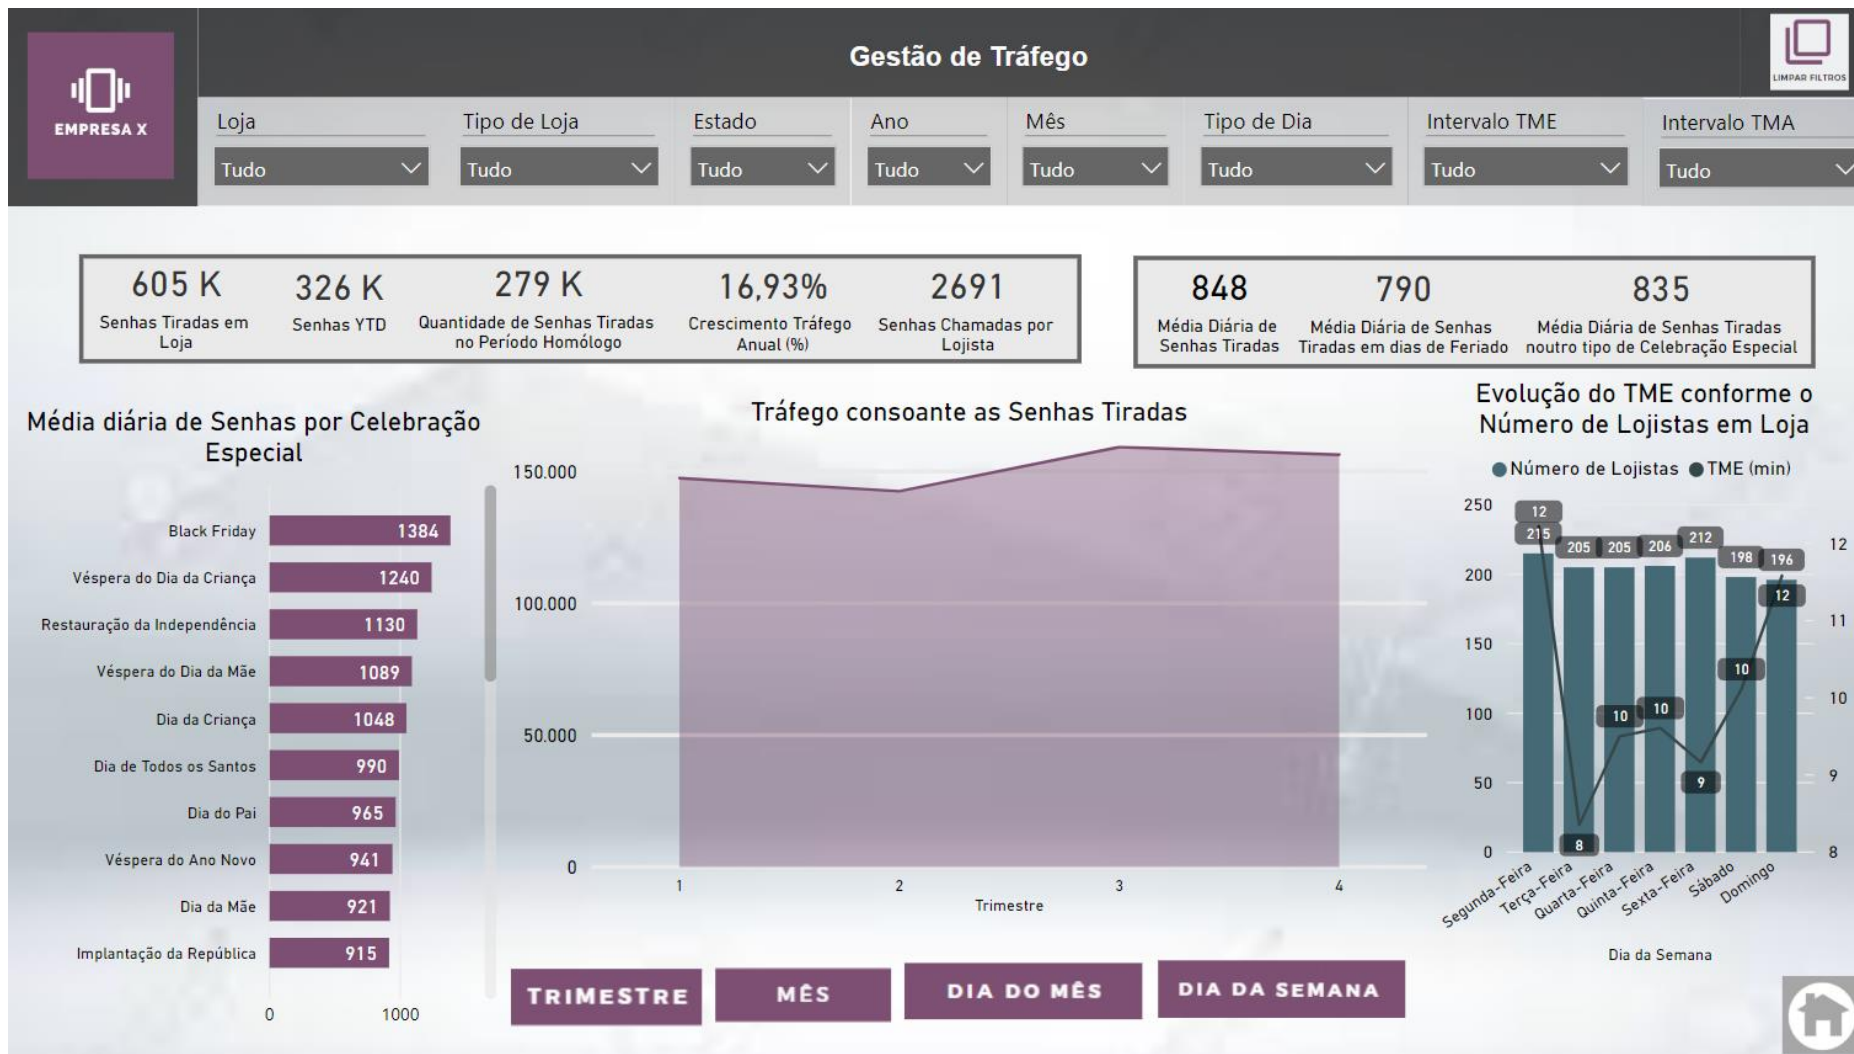 Gestão de Tráfego
LIMPAR FILTROS
EMPRESA X
Loja
Tudo
Tipo de Loja
Tudo
Estado
Tudo
Ano
Tudo
Mês
Tudo
Tipo de Dia
Tudo
Intervalo TME
Tudo
Intervalo TMA
Tudo
605 K
Senhas Tiradas em
Loja
326 K
Senhas YTD
279 K
Quantidade de Senhas Tiradas
no Período Homólogo
16,93%
Crescimento Tráfego
Anual (%)
2691
Senhas Chamadas por
Lojista
848
Média Diária de
Senhas Tiradas
790
Média Diária de Senhas
Tiradas em dias de Feriado
835
Média Diária de Senhas Tiradas
noutro tipo de Celebração Especial
Média diária de Senhas por Celebração
Especial
Black Friday 1384
Véspera do Dia da Criança 1240
Restauração da Independência 1130
Véspera do Dia da Mãe 1089
Dia da Criança 1048
Dia de Todos os Santos 990
Dia do Pai 965
Véspera do Ano Novo 941
Dia da Mãe 921
Implantação da República 915
0 1000
Tráfego consoante as Senhas Tiradas
150.000
100.000
50.000
0
1 2 3 4
Trimestre
TRIMESTRE
MÊS
DIA DO MÊS
DIA DA SEMANA
Evolução do TME conforme o
Número de Lojistas em Loja
Número de Lojistas TME (min)
250
200
150
100
50
0
12
215 205 205 206 212 198 196
12
10
10 10
9
8
12
11
10
9
8
Segunda-Feira
Terça-Feira
Quarta-Feira
Quinta-Feira
Sexta-Feira
Sábado
Domingo
Dia da Semana